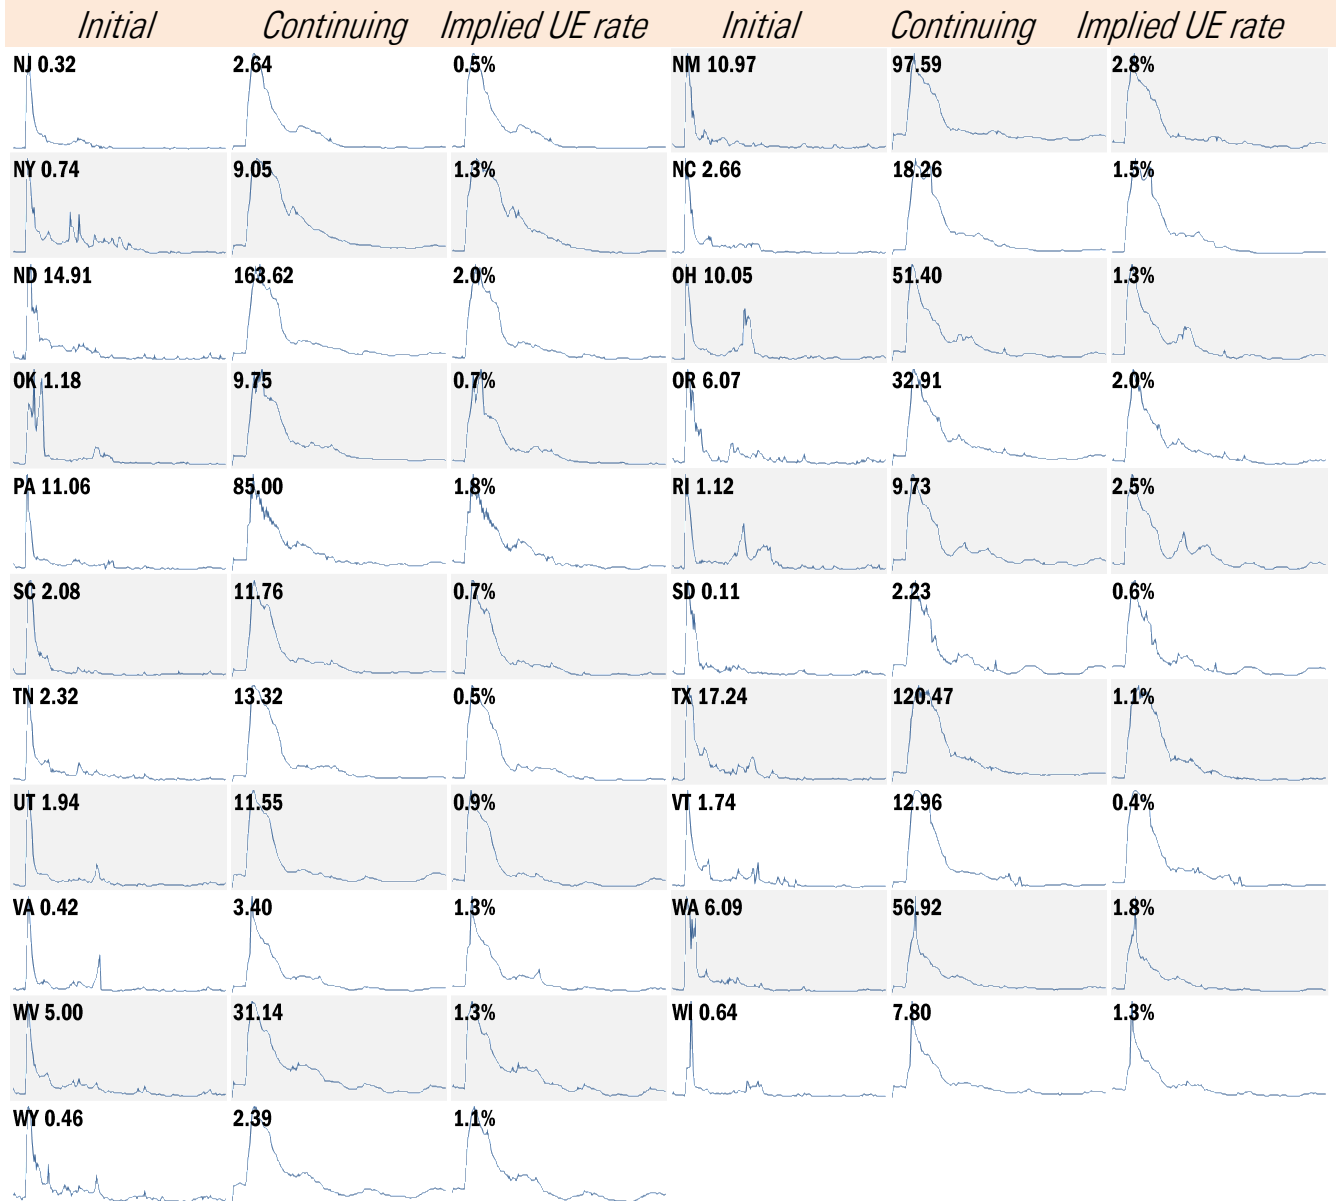 Initial Continuing Implied UE rate Initial Continuing Implied UE rate
NJ 0.32 2.64 0.5% NM 10.97 97.59 2.8%
NY 0.74 9.05 1.3% NC 2.66 18.26 1.5%
ND 14.91 163.62 2.0% OH 10.05 51.40 1.3%
OK 1.18 9.75 0.7% OR 6.07 32.91 2.0%
PA 11.06 85.00 1.8% RI 1.12 9.73 2.5%
SC 2.08 11.76 0.7% SD 0.11 2.23 0.6%
TN 2.32 13.32 0.5% TX 17.24 120.47 1.1%
UT 1.94 11.55 0.9% VT 1.74 12.96 0.4%
VA 0.42 3.40 1.3% WA 6.09 56.92 1.8%
WV 5.00 31.14 1.3% WI 0.64 7.80 1.3%
WY 0.46 2.39 1.1%